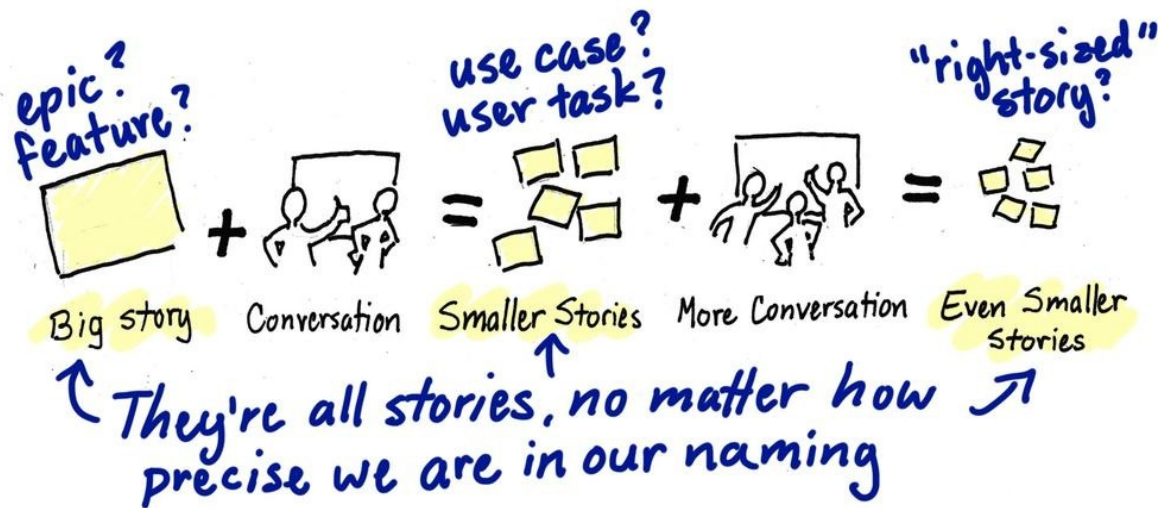 epic?
feature?
use case?
user task?
"right-sized"
story?
+
=
+
=
Big story
Conversation
Smaller Stories
More Conversation
Even Smaller
Stories
They're all stories, no matter how
precise we are in our naming